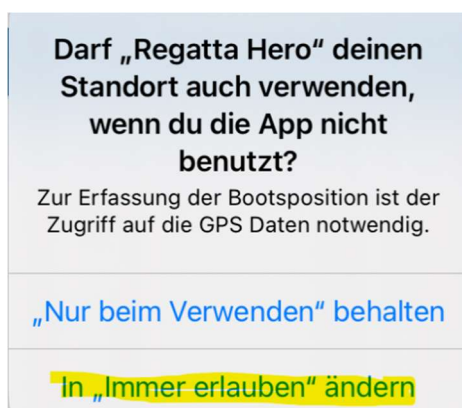 Darf „Regatta Hero“ deinen
Standort auch verwenden,
wenn du die App nicht
benutzt?
Zur Erfassung der Bootsposition ist der
Zugriff auf die GPS Daten notwendig.
„Nur beim Verwenden“ behalten
In „Immer erlauben“ ändern